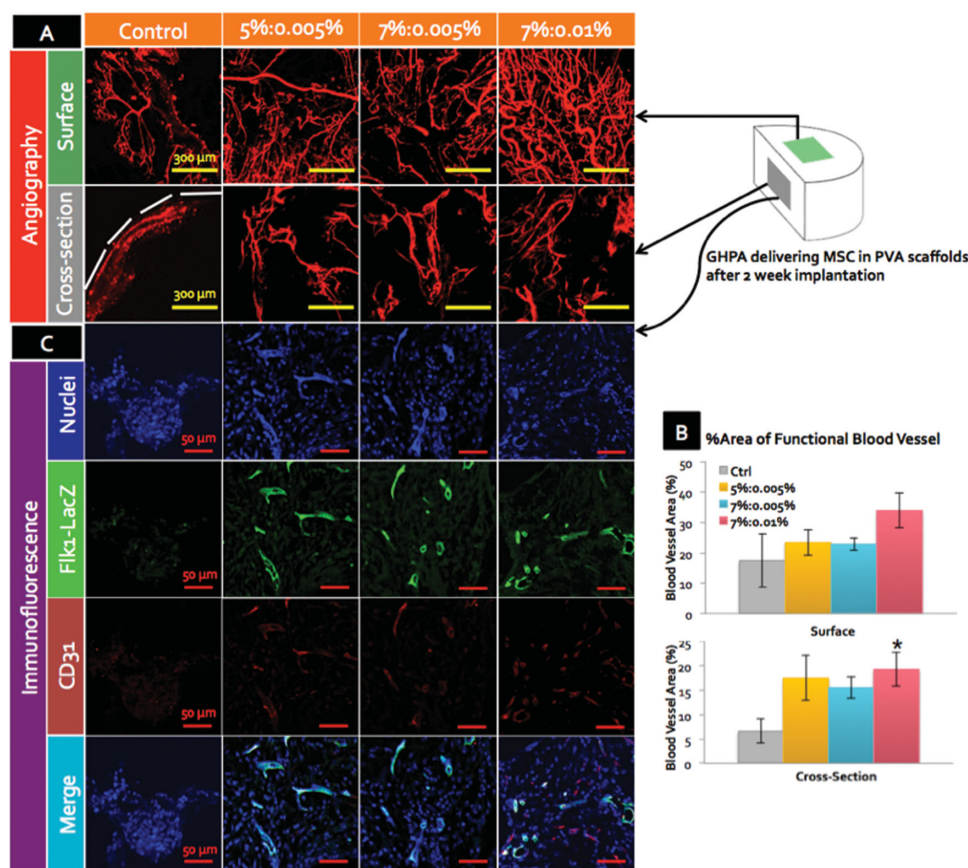 A
Control
5%:0.005%
7%:0.005%
7%:0.01%
Angiography
Surface
300 µm
Cross-section
300 µm
GHPA delivering MSC in PVA scaffolds
after 2 week implantation
C
Immunofluorescence
Nuclei
50 µm
Flk1-LacZ
50 µm
CD31
50 µm
Merge
50 µm
B
%Area of Functional Blood Vessel
Blood Vessel Area (%)
50
40
30
20
10
0
Ctrl
5%:0.005%
7%:0.005%
7%:0.01%
Surface
Blood Vessel Area (%)
25
20
15
10
5
0
*
Cross-Section